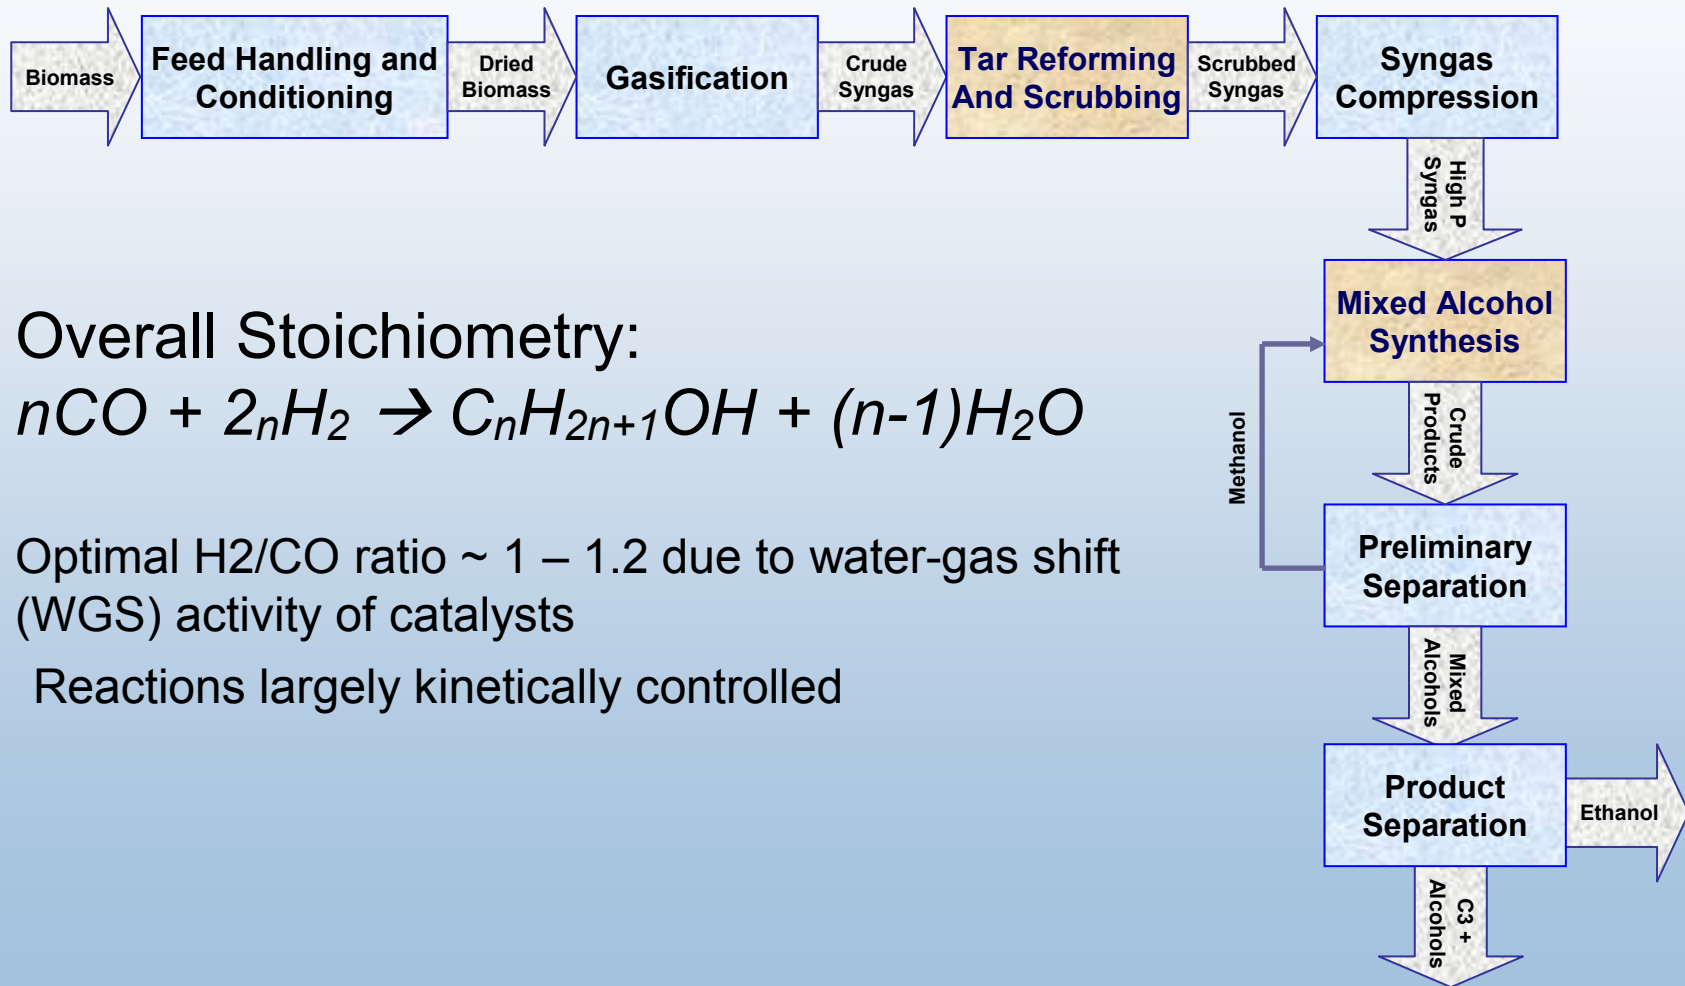 Biomass
Feed Handling and
Conditioning
Dried
Biomass
Gasification
Crude
Syngas
Tar Reforming
And Scrubbing
Scrubbed
Syngas
Syngas
Compression
High P
Syngas
Mixed Alcohol
Synthesis
Crude
Products
Methanol
Preliminary
Separation
Mixed
Alcohols
Product
Separation
Ethanol
C3 +
Alcohols
Overall Stoichiometry:
nCO + 2nH2 → CnH2n+1OH + (n-1)H2O
Optimal H2/CO ratio ~ 1 – 1.2 due to water-gas shift
(WGS) activity of catalysts
Reactions largely kinetically controlled